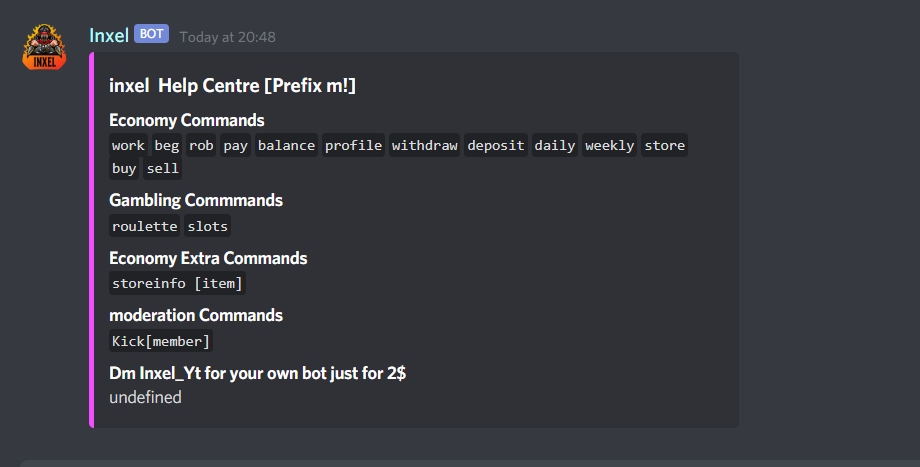 Inxel BOT Today at 20:48
INXEL
inxel Help Centre [Prefix m!]
Economy Commands
work beg rob pay balance profile withdraw deposit daily weekly store
buy sell
Gambling Commmands
roulette slots
Economy Extra Commands
storeinfo [item]
moderation Commands
Kick[member]
Dm Inxel_Yt for your own bot just for 2$
undefined